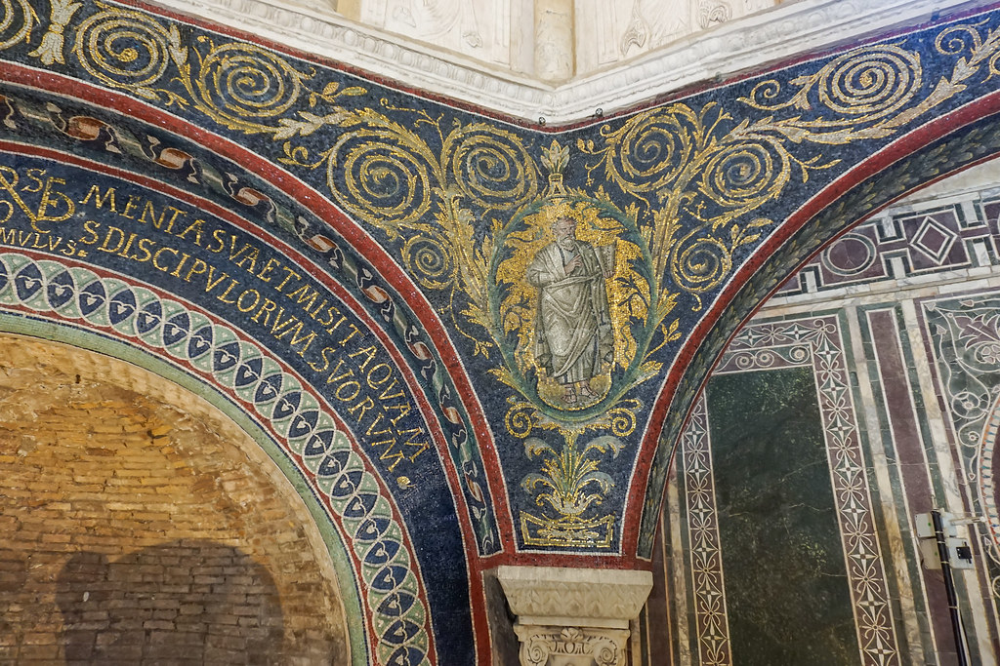 MENTA SVA ET MISIT AQVAM
S DISCIPVLORVM SVORVM
MVLVS